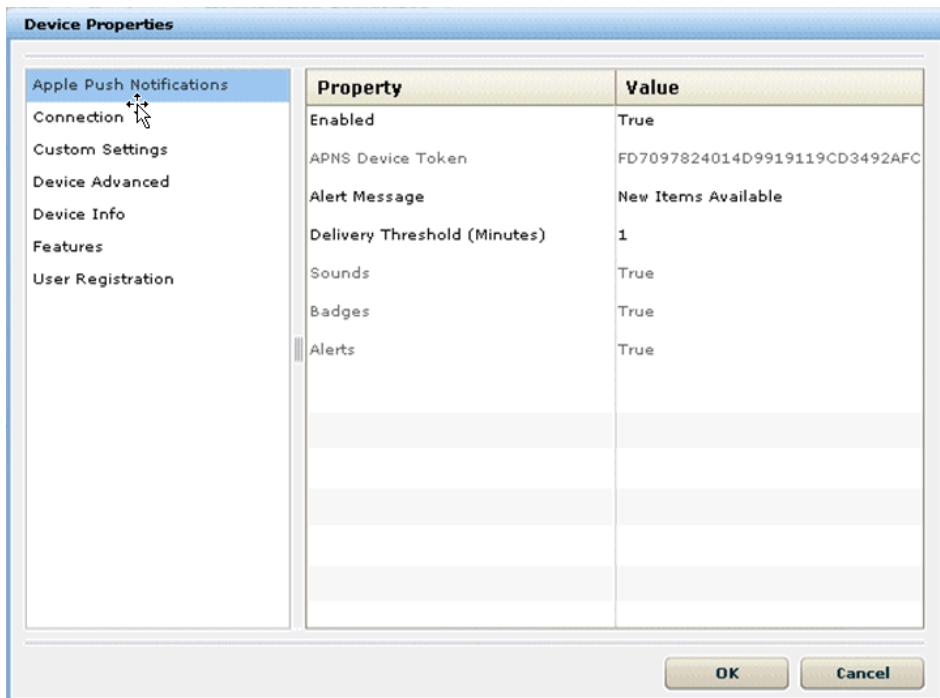 Device Properties
Apple Push Notifications
Connection
Custom Settings
Device Advanced
Device Info
Features
User Registration
Property Value
Enabled True
APNS Device Token FD7097824014D9919119CD3492AFC
Alert Message New Items Available
Delivery Threshold (Minutes) 1
Sounds True
Badges True
Alerts True
OK Cancel